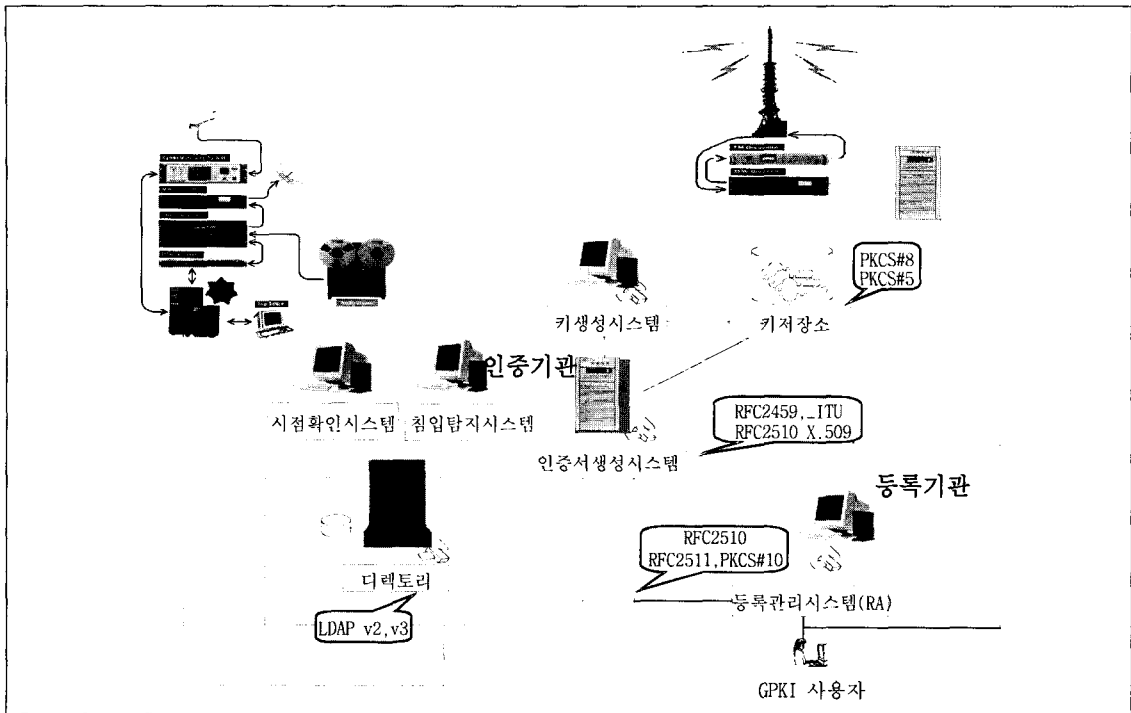 PKCS#8
PKCS#5
키생성시스템
키저장소
인증기관
시점확인시스템
침입탐지시스템
RFC2459,_ITU
RFC2510 X.509
인증서생성시스템
등록기관
RFC2510
RFC2511,PKCS#10
디렉토리
등록관리시스템(RA)
LDAP v2,v3
GPKI 사용자